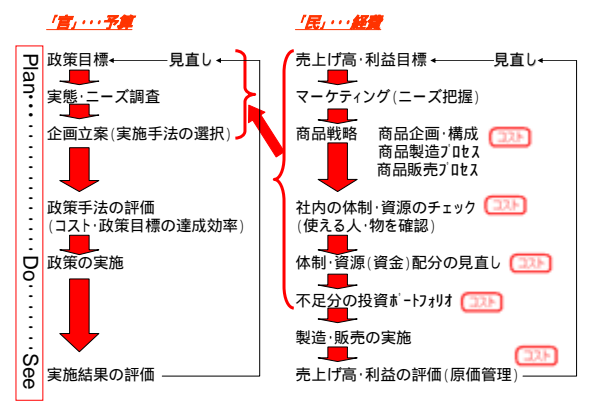 「官」・・・予算
「民」・・・経費
Plan・・・・・・・・・・・・・・Do・・・・・・・・See
政策目標
見直し
実態・ニーズ調査
企画立案(実施手法の選択)
政策手法の評価
(コスト・政策目標の達成効率)
政策の実施
実施結果の評価
売上げ高・利益目標
見直し
マーケティング(ニーズ把握)
商品戦略 商品企画・構成 コスト
商品製造プロセス
商品販売プロセス
社内の体制・資源のチェック コスト
(使える人・物を確認)
体制・資源(資金)配分の見直し コスト
不足分の投資ポートフォリオ コスト
製造・販売の実施
コスト
売上げ高・利益の評価(原価管理)